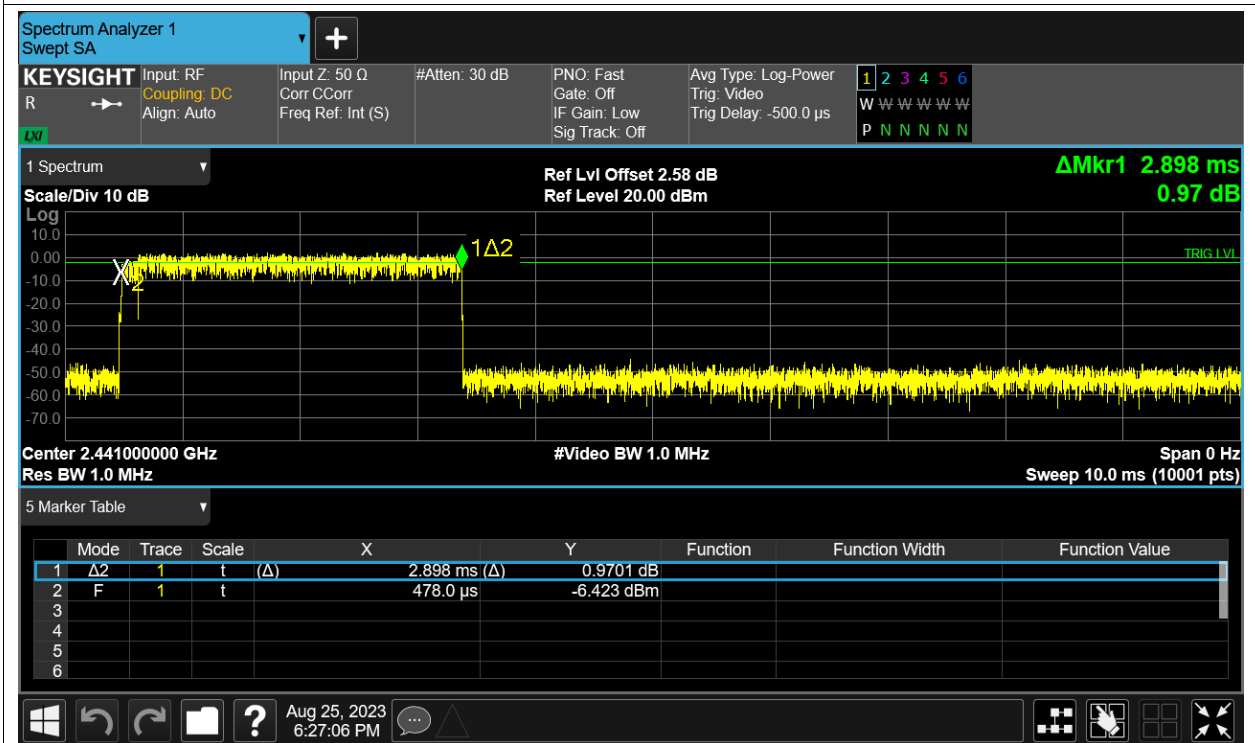 Spectrum Analyzer 1
Swept SA
+
KEYSIGHT Input: RF Input Z: 50 Ω #Atten: 30 dB PNO: Fast Avg Type: Log-Power 1 2 3 4 5 6
R Coupling: DC Corr CCorr Gate: Off Trig: Video W W W W W W
Align: Auto Freq Ref: Int (S) IF Gain: Low Trig Delay: -500.0 µs
LXI Sig Track: Off P N N N N N
1 Spectrum Ref Lvl Offset 2.58 dB ΔMkr1 2.898 ms
Scale/Div 10 dB Ref Level 20.00 dBm 0.97 dB
Log
10.0
1Δ2
0.00 TRIG LVL
-10.0 2
-20.0
-30.0
-40.0
-50.0
-60.0
-70.0
Center 2.441000000 GHz #Video BW 1.0 MHz Span 0 Hz
Res BW 1.0 MHz Sweep 10.0 ms (10001 pts)
5 Marker Table
Mode Trace Scale X Y Function Function Width Function Value
1 Δ2 1 t (Δ) 2.898 ms (Δ) 0.9701 dB
2 F 1 t 478.0 µs -6.423 dBm
3
4
5
6
? Aug 25, 2023
6:27:06 PM